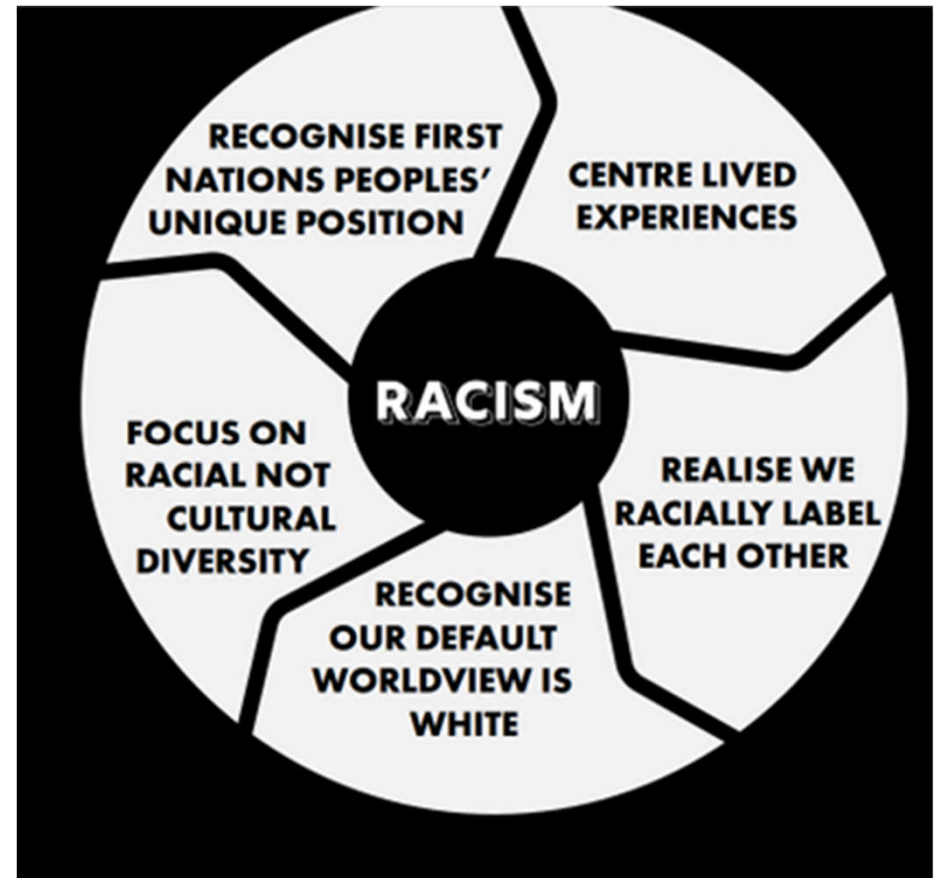 RECOGNISE FIRST
NATIONS PEOPLES’
UNIQUE POSITION
CENTRE LIVED
EXPERIENCES
RACISM
FOCUS ON
RACIAL NOT
CULTURAL
DIVERSITY
REALISE WE
RACIALLY LABEL
EACH OTHER
RECOGNISE
OUR DEFAULT
WORLDVIEW IS
WHITE